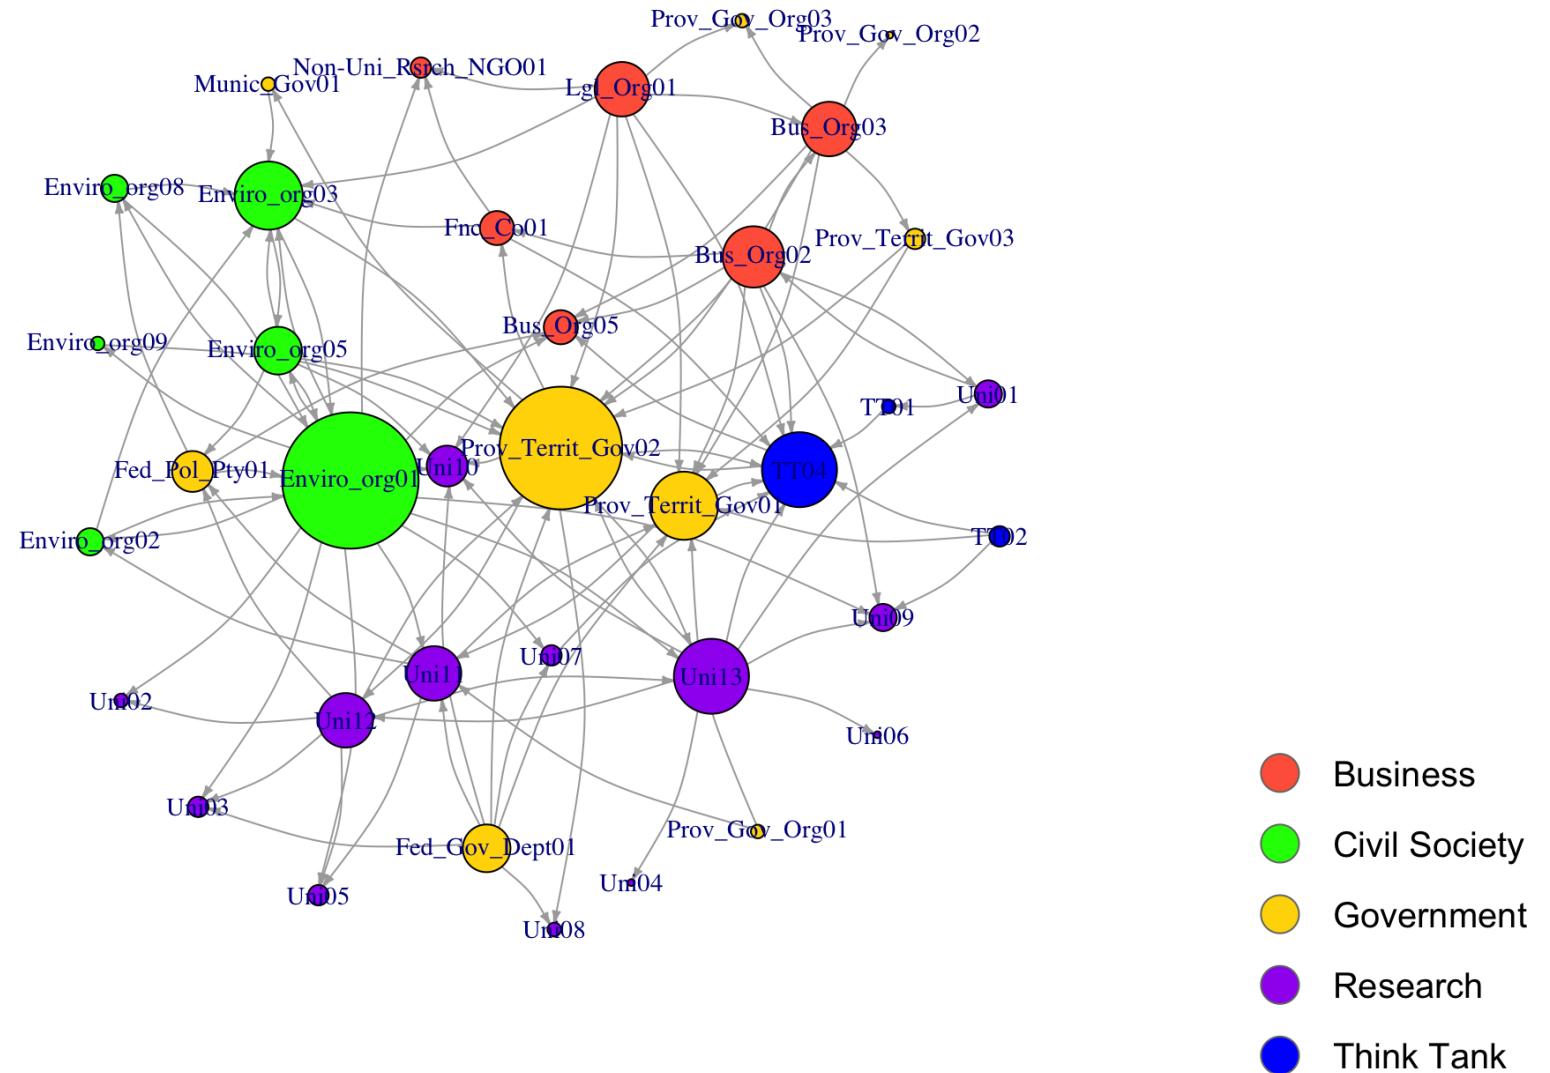 Prov_Gov_Org03
Prov_Gov_Org02
Non-Uni_Rsrch_NGO01
Munic_Gov01
Lgl_Org01
Bus_Org03
Enviro_org08
Enviro_org03
Fnc_Co01
Prov_Territ_Gov03
Bus_Org02
Bus_Org05
Enviro_org09
Enviro_org05
Uni01
TT01
Prov_Territ_Gov02
Uni10
Fed_Pol_Pty01
TT04
Enviro_org01
Prov_Territ_Gov01
TT02
Enviro_org02
Uni09
Uni07
Uni11
Uni13
Uni02
Uni12
Uni06
Business
Uni03
Prov_Gov_Org01
Fed_Gov_Dept01
Civil Society
Uni04
Uni05
Government
Uni08
Research
Think Tank